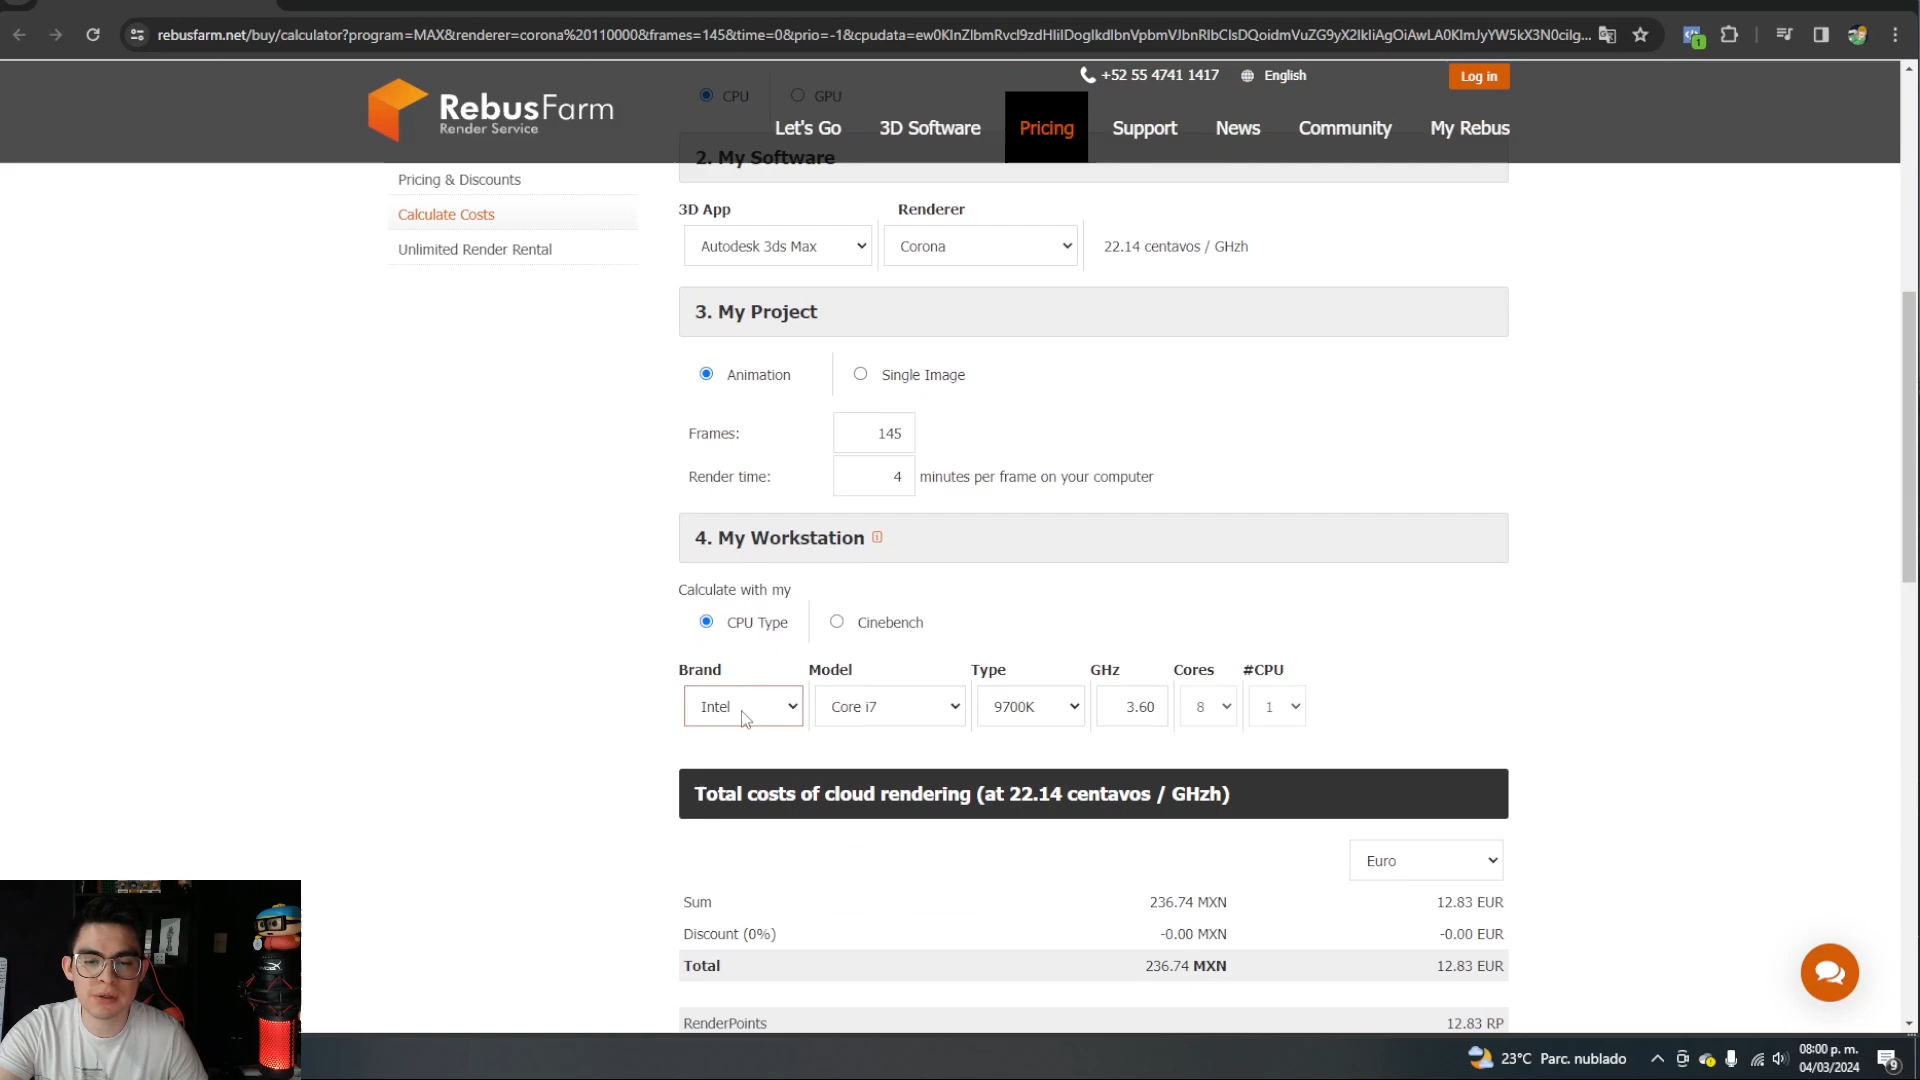 rebusfarm.net/buy/calculator?program=MAX&renderer=corona%20110000&frames=145&time=0&prio=-1&cpudata=
+52 55 4741 1417 English Log in
RebusFarm
Render Service
CPU GPU
Let's Go 3D Software Pricing Support News Community My Rebus
2. My Software
Pricing & Discounts
Calculate Costs
Unlimited Render Rental
3D App Renderer
Autodesk 3ds Max Corona 22.14 centavos / GHzh
3. My Project
Animation Single Image
Frames: 145
Render time: 4 minutes per frame on your computer
4. My Workstation
Calculate with my
CPU Type Cinebench
Brand Model Type GHz Cores #CPU
Intel Core i7 9700K 3.60 8 1
Total costs of cloud rendering (at 22.14 centavos / GHzh)
Euro
Sum 236.74 MXN 12.83 EUR
Discount (0%) -0.00 MXN -0.00 EUR
Total 236.74 MXN 12.83 EUR
RenderPoints 12.83 RP
23°C Parc. nublado
08:00 p. m.
04/03/2024
9
1